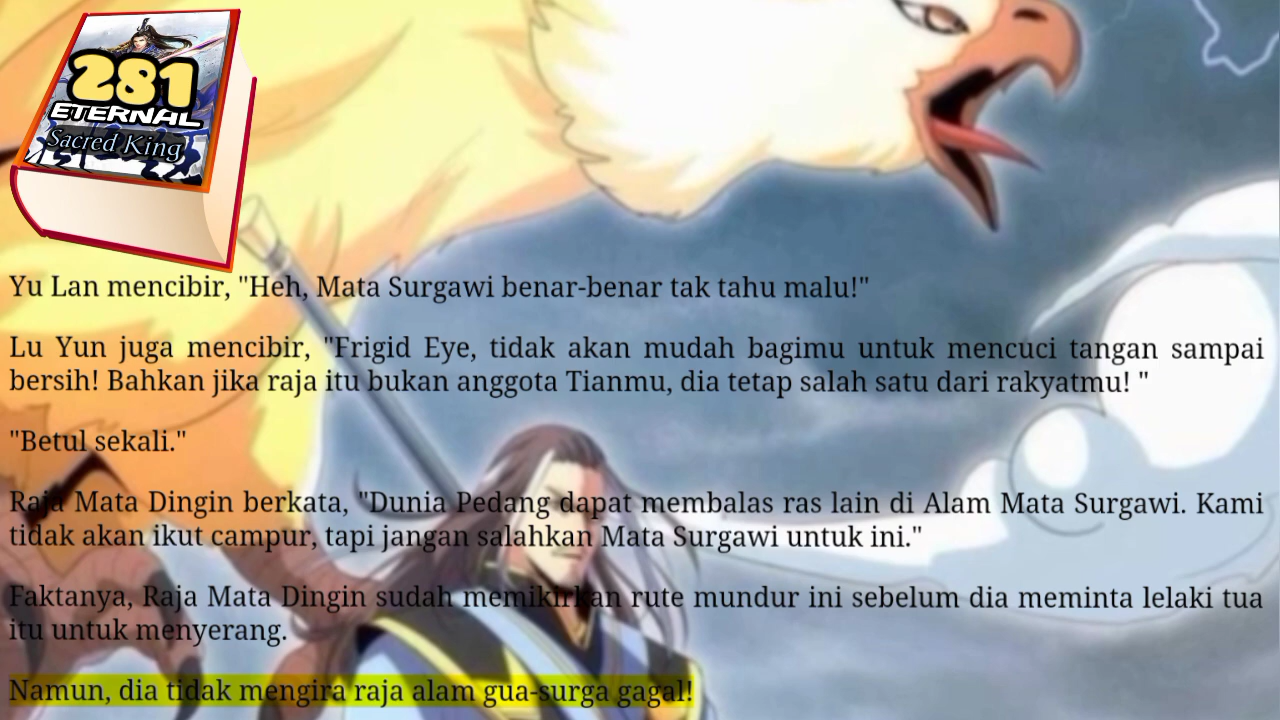 281
ETERNAL
Sacred King
Yu Lan mencibir, "Heh, Mata Surgawi benar-benar tak tahu malu!"
Lu Yun juga mencibir, "Frigid Eye, tidak akan mudah bagimu untuk mencuci tangan sampai
bersih! Bahkan jika raja itu bukan anggota Tianmu, dia tetap salah satu dari rakyatmu! "
"Betul sekali."
Raja Mata Dingin berkata, "Dunia Pedang dapat membalas ras lain di Alam Mata Surgawi. Kami
tidak akan ikut campur, tapi jangan salahkan Mata Surgawi untuk ini."
Faktanya, Raja Mata Dingin sudah memikirkan rute mundur ini sebelum dia meminta lelaki tua
itu untuk menyerang.
Namun, dia tidak mengira raja alam gua-surga gagal!